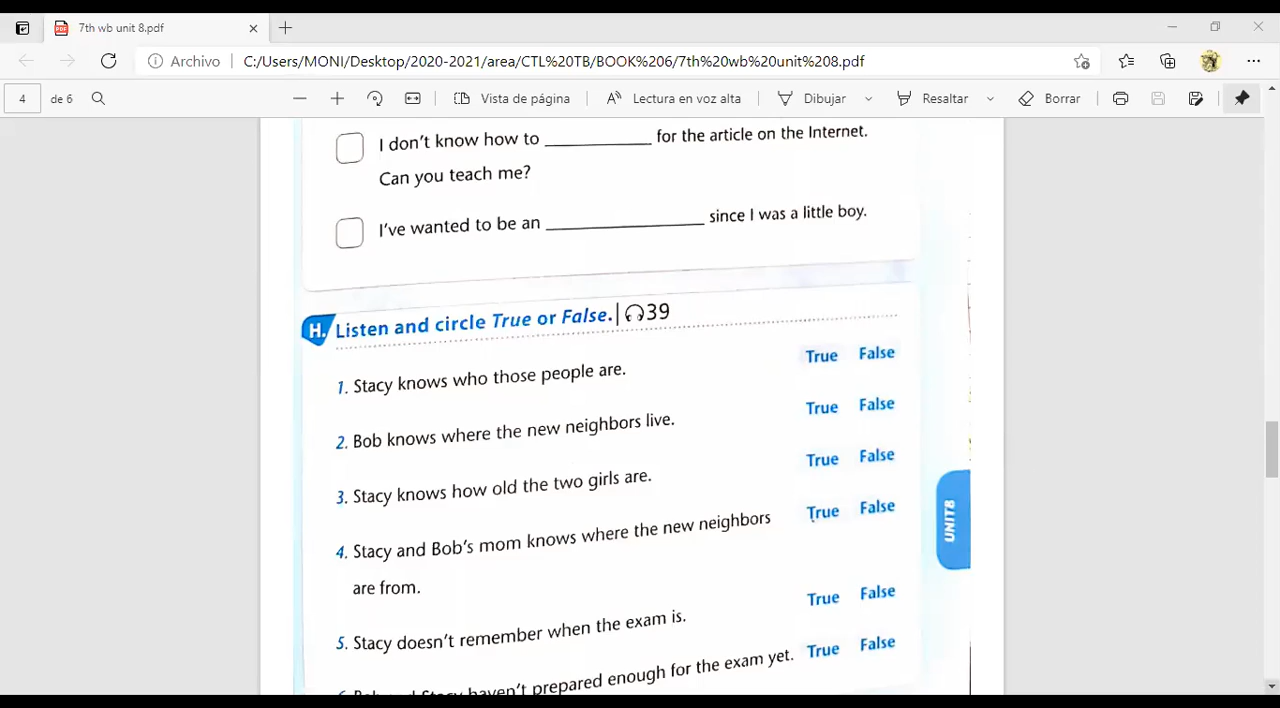 7th wb unit 8.pdf
Archivo C:/Users/MONI/Desktop/2020-2021/area/CTL%20TB/BOOK%206/7th%20wb%20unit%208.pdf
4 de 6 Vista de página Lectura en voz alta Dibujar Resaltar Borrar
I don't know how to __________ for the article on the Internet.
Can you teach me?
I've wanted to be an _______________ since I was a little boy.
H. Listen and circle True or False. | 39
1. Stacy knows who those people are. True False
2. Bob knows where the new neighbors live. True False
3. Stacy knows how old the two girls are. True False
4. Stacy and Bob's mom knows where the new neighbors True False
are from.
5. Stacy doesn't remember when the exam is. True False
haven't prepared enough for the exam yet. True False
UNIT8